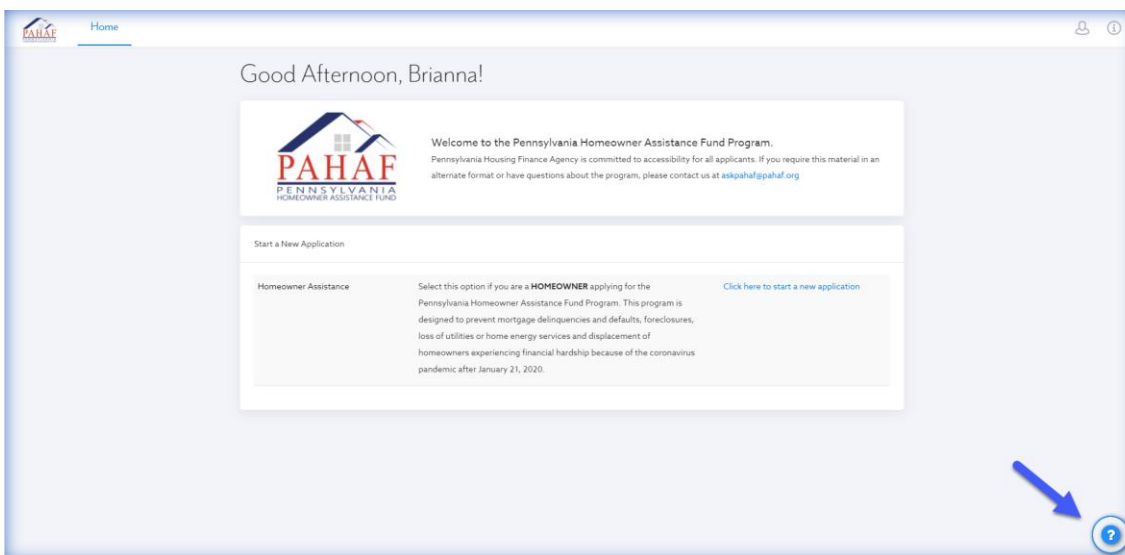 PAHAF
Home
Good Afternoon, Brianna!
PAHAF
PENNSYLVANIA
HOMEOWNER ASSISTANCE FUND
Welcome to the Pennsylvania Homeowner Assistance Fund Program.
Pennsylvania Housing Finance Agency is committed to accessibility for all applicants. If you require this material in an
alternate format or have questions about the program, please contact us at askpahaf@pahaf.org
Start a New Application
Homeowner Assistance
Select this option if you are a HOMEOWNER applying for the
Pennsylvania Homeowner Assistance Fund Program. This program is
designed to prevent mortgage delinquencies and defaults, foreclosures,
loss of utilities or home energy services and displacement of
homeowners experiencing financial hardship because of the coronavirus
pandemic after January 21, 2020.
Click here to start a new application
?